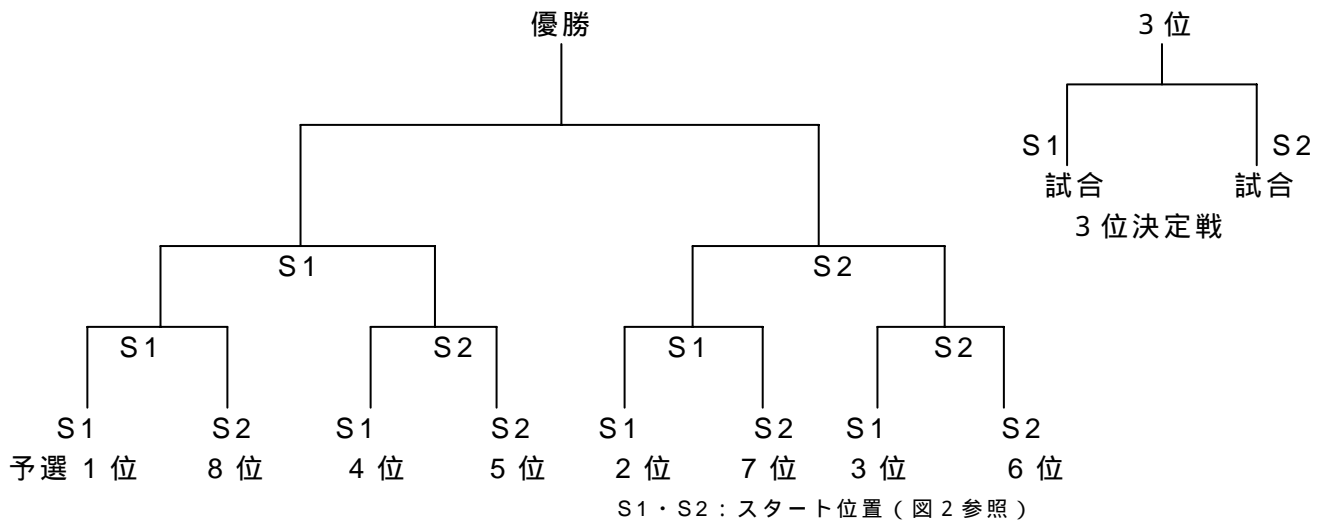 優勝
3位
S1 S2
試合 試合
3位決定戦
S1 S2
S1 S2 S1 S2
S1 S2 S1 S2 S1 S2 S1 S2
予選1位 8位 4位 5位 2位 7位 3位 6位
S1・S2:スタート位置(図2参照)